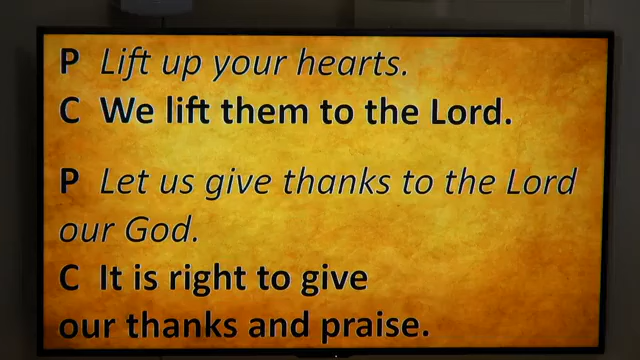 P Lift up your hearts.
C We lift them to the Lord.
P Let us give thanks to the Lord
our God.
C It is right to give
our thanks and praise.